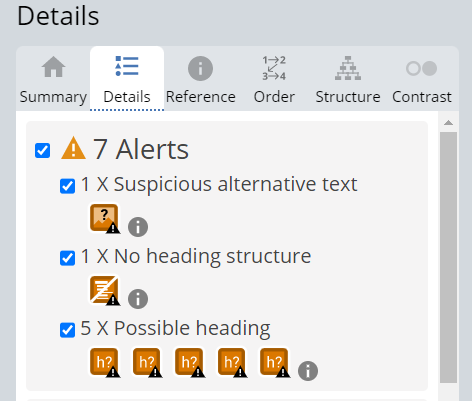 Details
Summary Details Reference Order Structure Contrast
1→2
3→4
7 Alerts
1 X Suspicious alternative text
?
1 X No heading structure
5 X Possible heading
h? h? h? h? h?